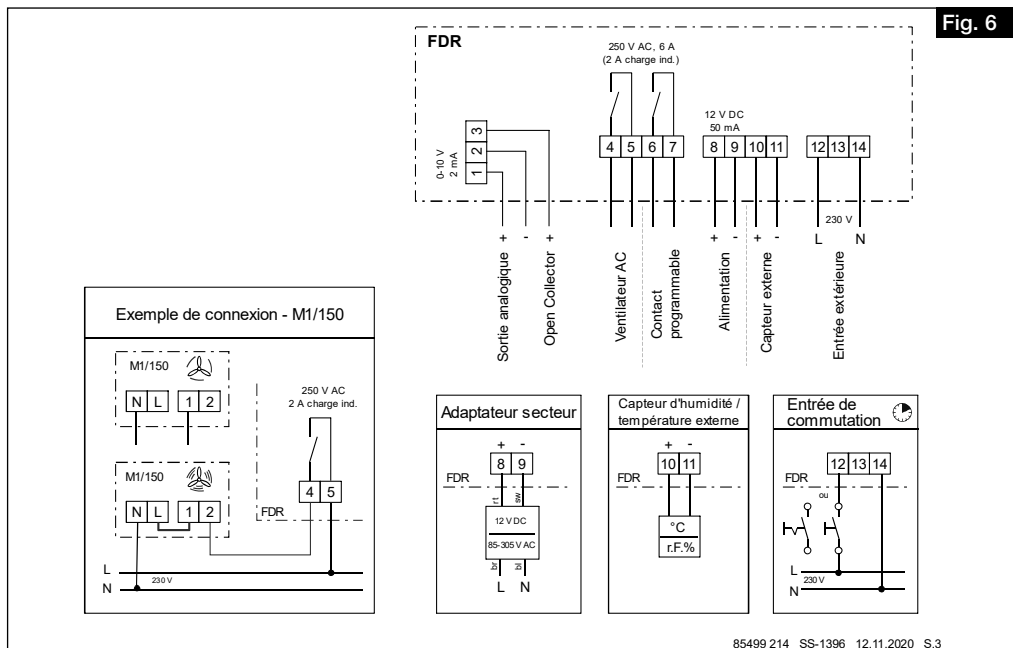 Fig. 6
FDR
250 V AC, 6 A
(2 A charge ind.)
12 V DC
50 mA
0-10 V
2 mA
3
2
1
4 5 6 7
8 9 10 11
12 13 14
230 V
+ - +
+ - + -
L N
Sortie analogique
Open Collector
Ventilateur AC
Contact
programmable
Alimentation
Capteur externe
Entrée extérieure
Exemple de connexion - M1/150
M1/150
N L 1 2
250 V AC
2 A charge ind.
M1/150
N L 1 2
4 5
FDR
L
230 V
N
Adaptateur secteur
+ -
8 9
FDR
rt sw
12 V DC
85-305 V AC
br bl
L N
Capteur d'humidité /
température externe
+ -
10 11
FDR
°C
r.F.%
Entrée de
commutation
12 13 14
FDR
ou
L
230 V
N
85499 214 SS-1396 12.11.2020 S.3